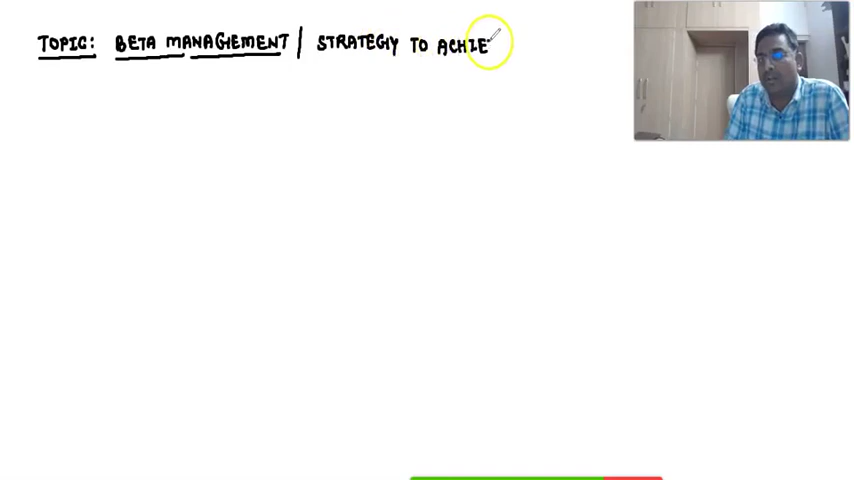 TOPIC: BETA MANAGEMENT / STRATEGY TO ACHIE